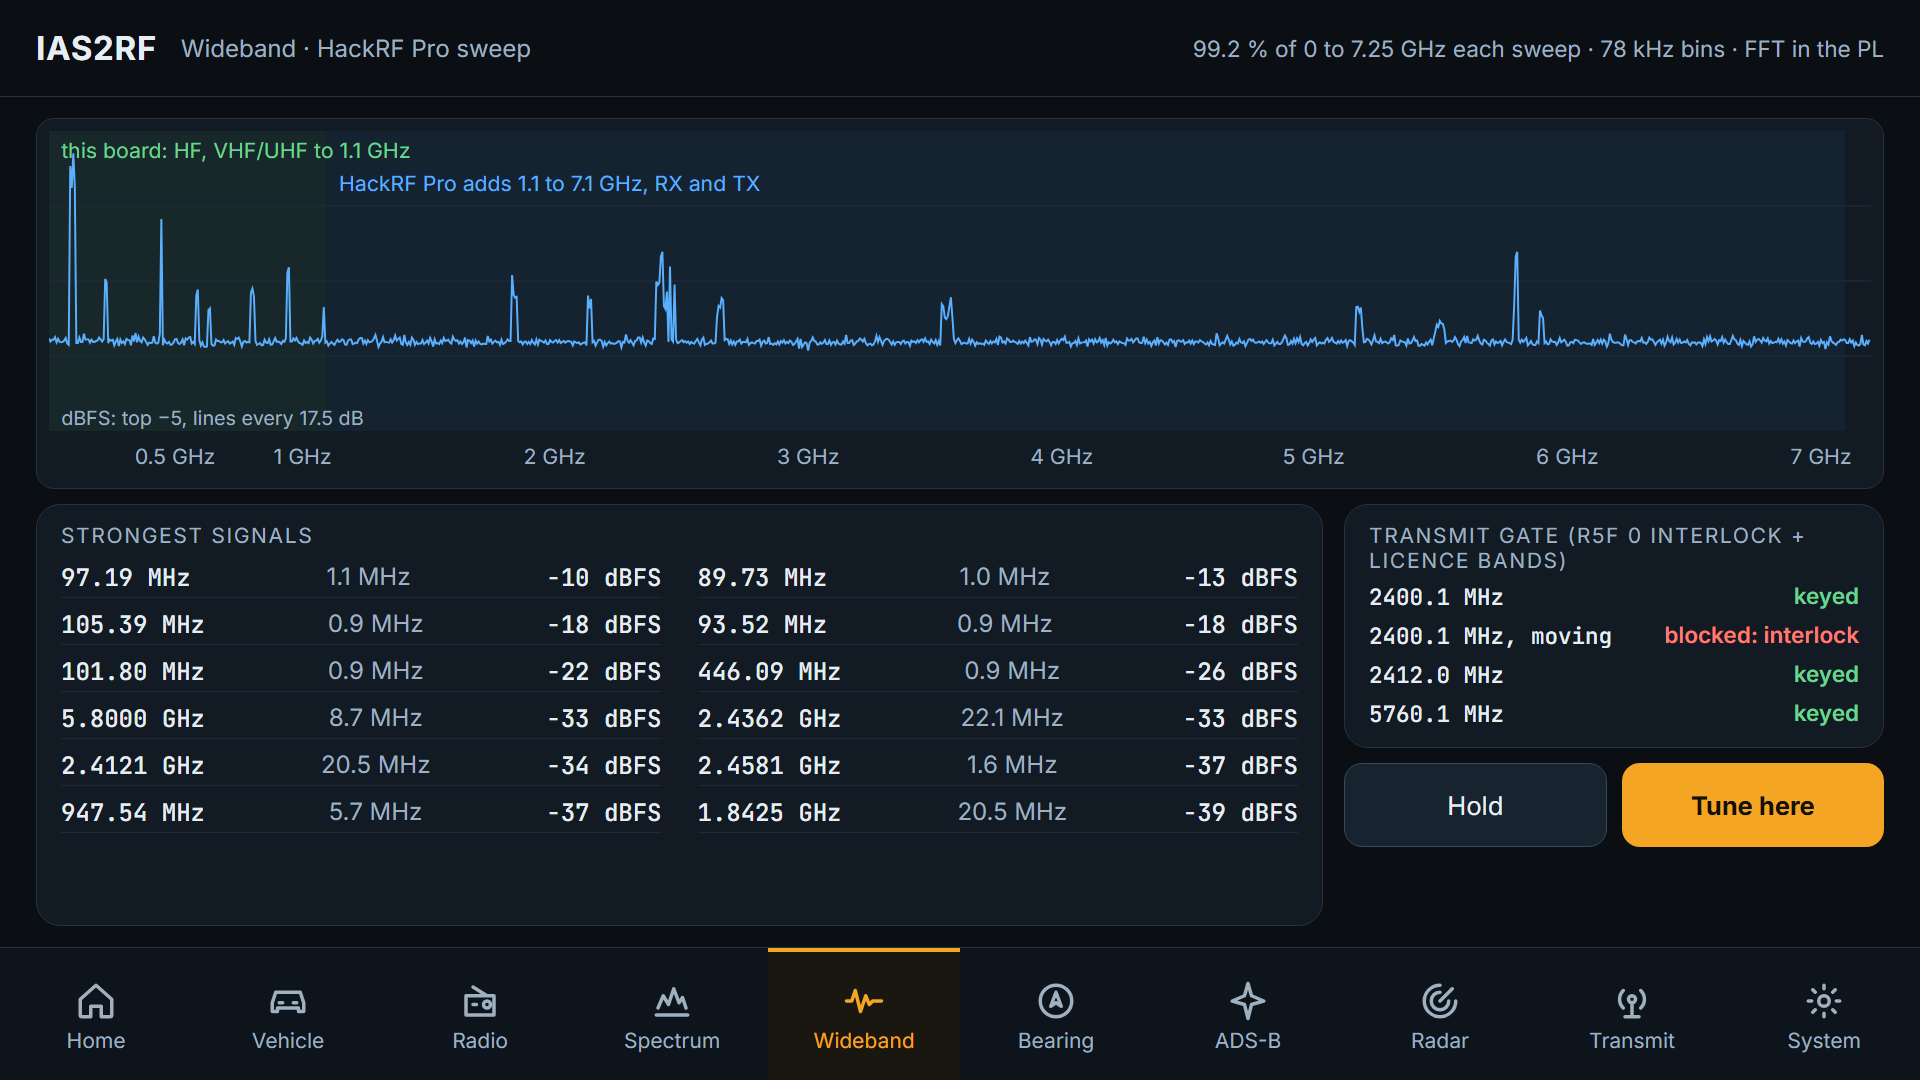 IAS2RF Wideband · HackRF Pro sweep
99.2 % of 0 to 7.25 GHz each sweep · 78 kHz bins · FFT in the PL
this board: HF, VHF/UHF to 1.1 GHz
HackRF Pro adds 1.1 to 7.1 GHz, RX and TX
dBFS: top −5, lines every 17.5 dB
0.5 GHz 1 GHz 2 GHz 3 GHz 4 GHz 5 GHz 6 GHz 7 GHz
STRONGEST SIGNALS
97.19 MHz 1.1 MHz -10 dBFS 89.73 MHz 1.0 MHz -13 dBFS
105.39 MHz 0.9 MHz -18 dBFS 93.52 MHz 0.9 MHz -18 dBFS
101.80 MHz 0.9 MHz -22 dBFS 446.09 MHz 0.9 MHz -26 dBFS
5.8000 GHz 8.7 MHz -33 dBFS 2.4362 GHz 22.1 MHz -33 dBFS
2.4121 GHz 20.5 MHz -34 dBFS 2.4581 GHz 1.6 MHz -37 dBFS
947.54 MHz 5.7 MHz -37 dBFS 1.8425 GHz 20.5 MHz -39 dBFS
TRANSMIT GATE (R5F 0 INTERLOCK +
LICENCE BANDS)
2400.1 MHz keyed
2400.1 MHz, moving blocked: interlock
2412.0 MHz keyed
5760.1 MHz keyed
Hold Tune here
Home Vehicle Radio Spectrum Wideband Bearing ADS-B Radar Transmit System